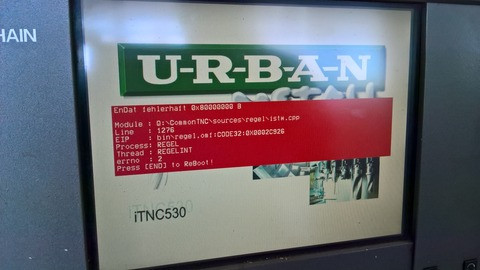 HAIN
U-R-B-A-N
EnDat fehlerhaft 0x80000000 B
Module : Q:\CommonTNC\sources\regel\istw.cpp
Line : 1276
EIP : bin\regel.omf:CODE32:0X0002C926
Process: REGEL
Thread : REGELINT
errno : 2
Press [END] to ReBoot!
iTNC530